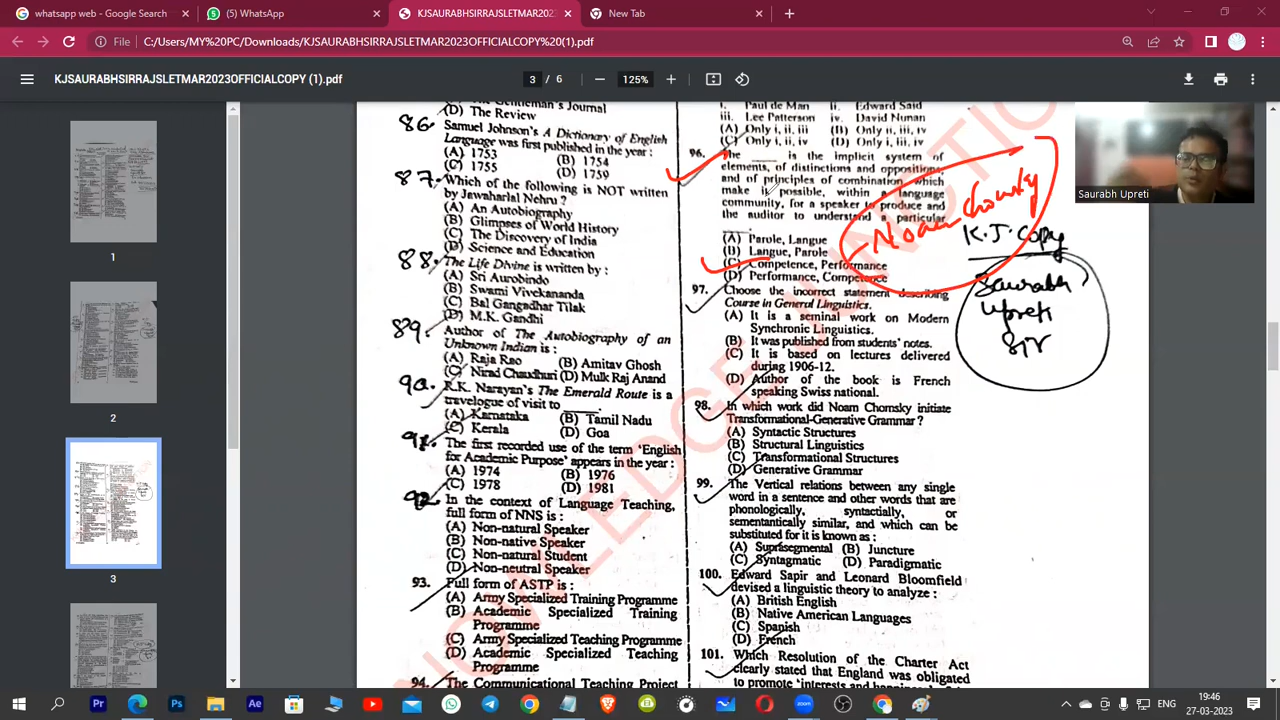 whatsapp web - Google Search
(5) WhatsApp
KJSAURABHSIRRAJSLETMAR2023
New Tab
File
C:/Users/MY%20PC/Downloads/KJSAURABHSIRRAJSLETMAR2023OFFICIALCOPY%20(1).pdf
KJSAURABHSIRRAJSLETMAR2023OFFICIALCOPY (1).pdf
3 / 6
125%
1
2
3
The Gentleman's Journal
(D) The Review
86.
Samuel Johnson's A Dictionary of English
Language was first published in the year :
(A) 1753 (B) 1754
(C) 1755 (D) 1759
87.
Which of the following is NOT written
by Jawaharlal Nehru ?
(A) An Autobiography
(B) Glimpses of World History
(C) The Discovery of India
(D) Science and Education
88.
The Life Divine is written by :
(A) Sri Aurobindo
(B) Swami Vivekananda
(C) Bal Gangadhar Tilak
(D) M.K. Gandhi
89.
Author of The Autobiography of an
Unknown Indian is :
(A) Raja Rao (B) Amitav Ghosh
(C) Nirad Chaudhuri (D) Mulk Raj Anand
90.
R.K. Narayan's The Emerald Route is a
travelogue of visit to ____.
(A) Karnataka (B) Tamil Nadu
(C) Kerala (D) Goa
91.
The first recorded use of the term 'English
for Academic Purpose' appears in the year :
(A) 1974 (B) 1976
(C) 1978 (D) 1981
92.
In the context of Language Teaching,
full form of NNS is :
(A) Non-natural Speaker
(B) Non-native Speaker
(C) Non-natural Student
(D) Non-neutral Speaker
93. Full form of ASTP is :
(A) Army Specialized Training Programme
(B) Academic Specialized Training
Programme
(C) Army Specialized Teaching Programme
(D) Academic Specialized Teaching
Programme
94. The Communicational Teaching Project
i. Paul de Man ii. Edward Said
iii. Lee Patterson iv. David Nunan
(A) Only i, ii, iii (B) Only ii, iii, iv
(C) Only i, ii, iv (D) Only i, iii, iv
96. The ____ is the implicit system of
elements, of distinctions and oppositions,
and of principles of combination, which
make it possible, within a language
community, for a speaker to produce and
the auditor to understand a particular
____.
(A) Parole, Langue
(B) Langue, Parole
(C) Competence, Performance
(D) Performance, Competence
97. Choose the incorrect statement describing
Course in General Linguistics.
(A) It is a seminal work on Modern
Synchronic Linguistics.
(B) It was published from students' notes.
(C) It is based on lectures delivered
during 1906-12.
(D) Author of the book is French
speaking Swiss national.
98. In which work did Noam Chomsky initiate
Transformational-Generative Grammar ?
(A) Syntactic Structures
(B) Structural Linguistics
(C) Transformational Structures
(D) Generative Grammar
99. The Vertical relations between any single
word in a sentence and other words that are
phonologically, syntactially, or
sementantically similar, and which can be
substituted for it is known as :
(A) Suprasegmental (B) Juncture
(C) Syntagmatic (D) Paradigmatic
100. Edward Sapir and Leonard Bloomfield
devised a linguistic theory to analyze :
(A) British English
(B) Native American Languages
(C) Spanish
(D) French
101. Which Resolution of the Charter Act
clearly stated that England was obligated
to promote 'interests and
Noam chomsky
K.J. Copy
Saurabh
Upreti
Sir
Saurabh Upreti
ENG
19:46
27-03-2023